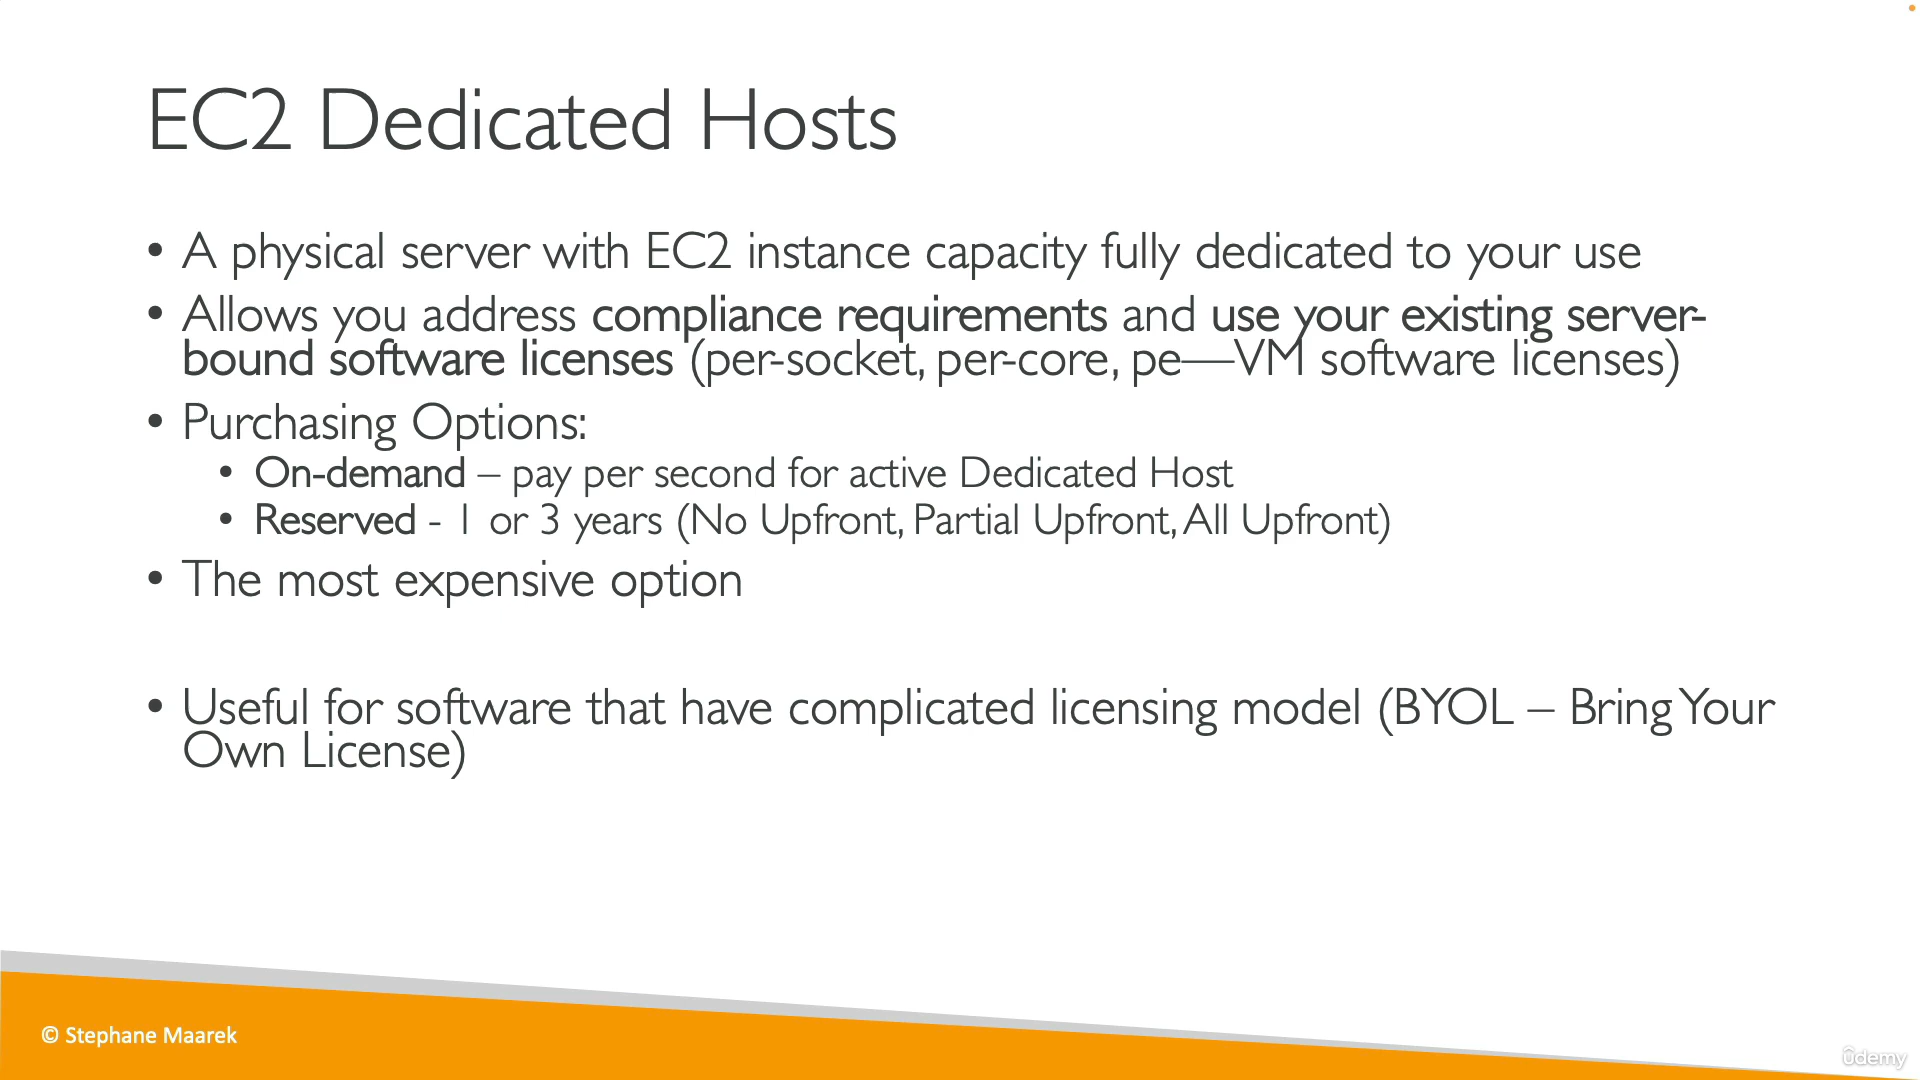 EC2 Dedicated Hosts
• A physical server with EC2 instance capacity fully dedicated to your use
• Allows you address compliance requirements and use your existing server-
bound software licenses (per-socket, per-core, pe—VM software licenses)
• Purchasing Options:
• On-demand – pay per second for active Dedicated Host
• Reserved - 1 or 3 years (No Upfront, Partial Upfront, All Upfront)
• The most expensive option
• Useful for software that have complicated licensing model (BYOL – Bring Your
Own License)
© Stephane Maarek
ûdemy